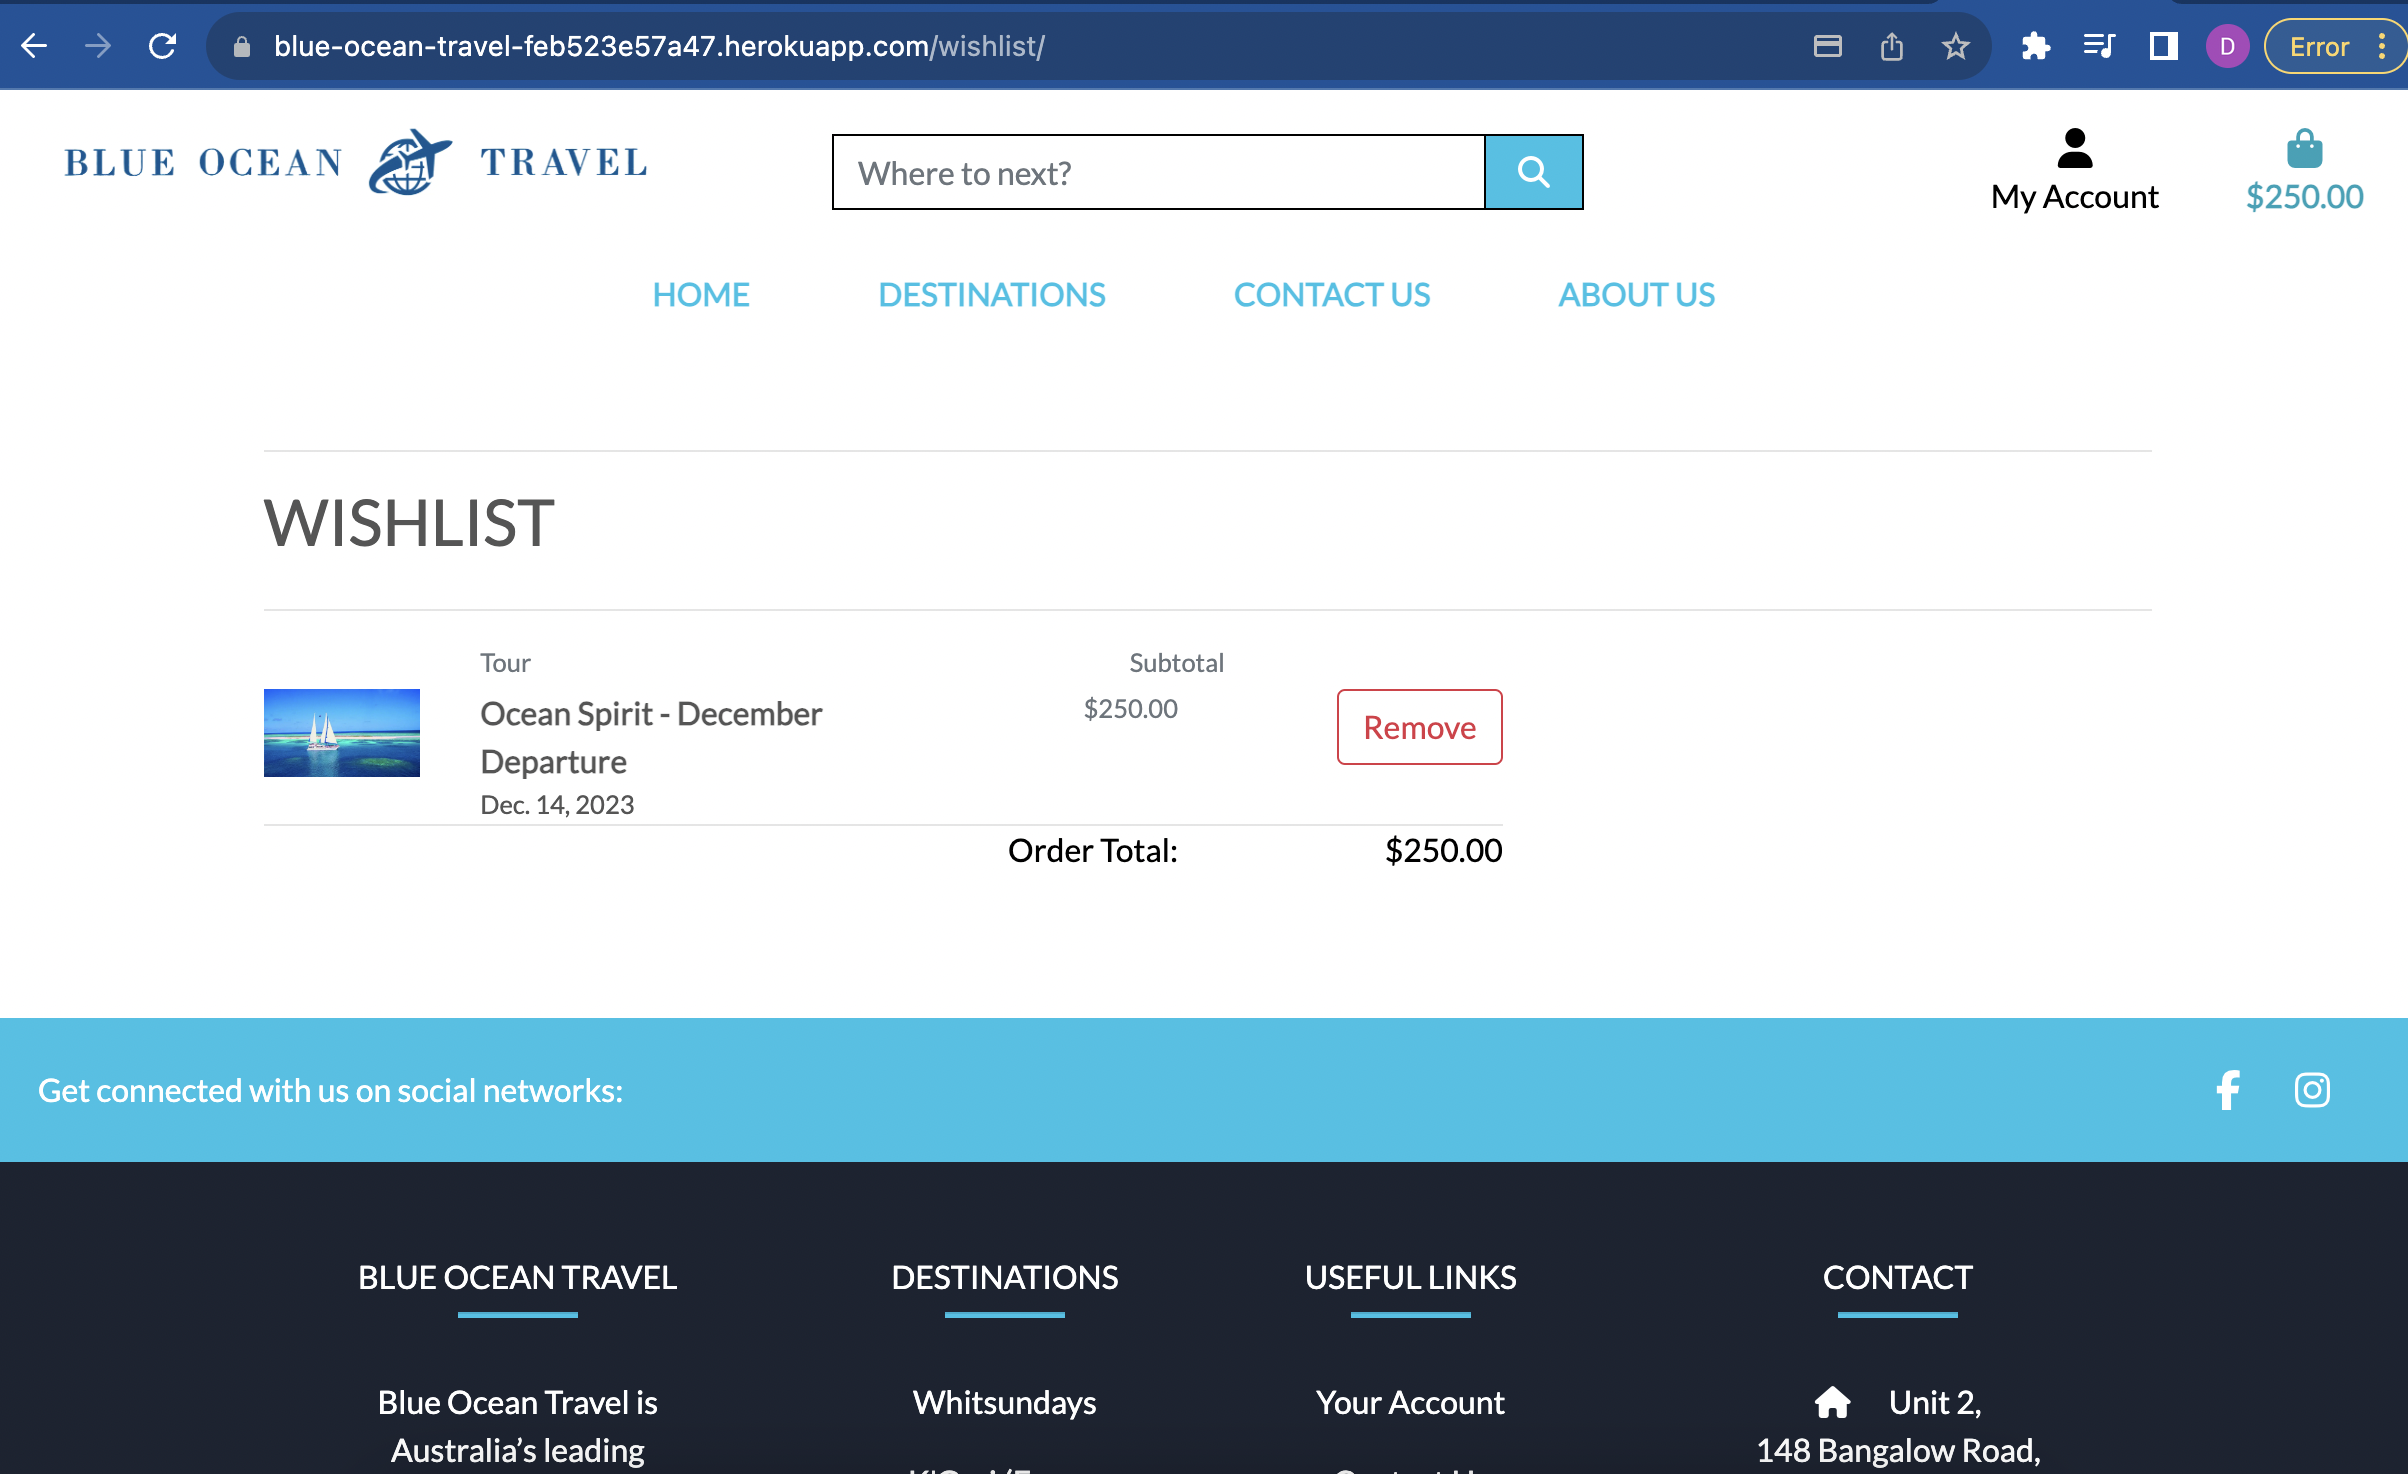 blue-ocean-travel-feb523e57a47.herokuapp.com/wishlist/
D
Error
BLUE OCEAN TRAVEL
Where to next?
My Account
$250.00
HOME
DESTINATIONS
CONTACT US
ABOUT US
WISHLIST
Tour
Subtotal
Ocean Spirit - December
Departure
Dec. 14, 2023
$250.00
Remove
Order Total:
$250.00
Get connected with us on social networks:
BLUE OCEAN TRAVEL
Blue Ocean Travel is
Australia’s leading
DESTINATIONS
Whitsundays
USEFUL LINKS
Your Account
CONTACT
Unit 2,
148 Bangalow Road,